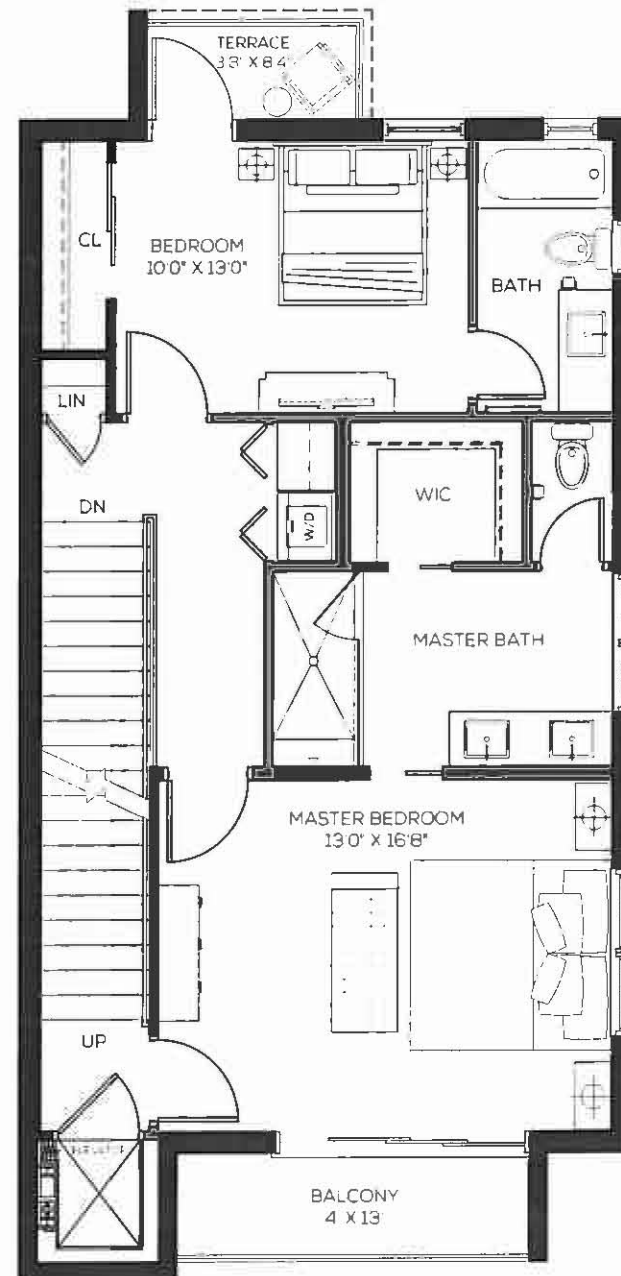 TERRACE
3'3" X 8'4"
CL
BEDROOM
10'0" X 13'0"
BATH
LIN
DN
W/D
WIC
MASTER BATH
MASTER BEDROOM
13'0" X 16'8"
UP
BALCONY
4' X 13'